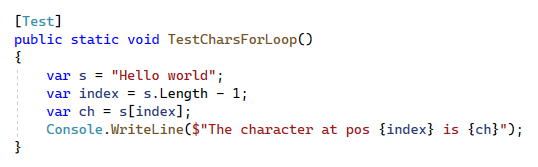 [Test]
public static void TestCharsForLoop()
{
    var s = "Hello world";
    var index = s.Length - 1;
    var ch = s[index];
    Console.WriteLine($"The character at pos {index} is {ch}");
}